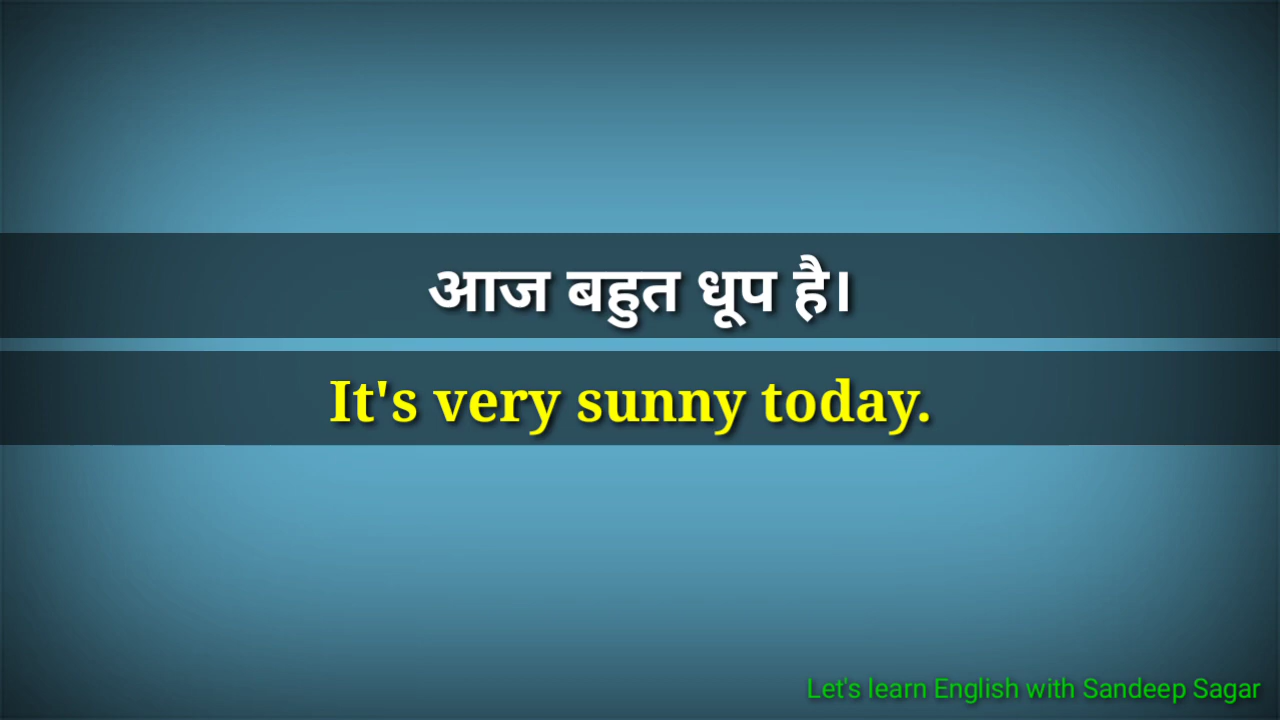 आज बहुत धूप है।
It's very sunny today.
Let's learn English with Sandeep Sagar